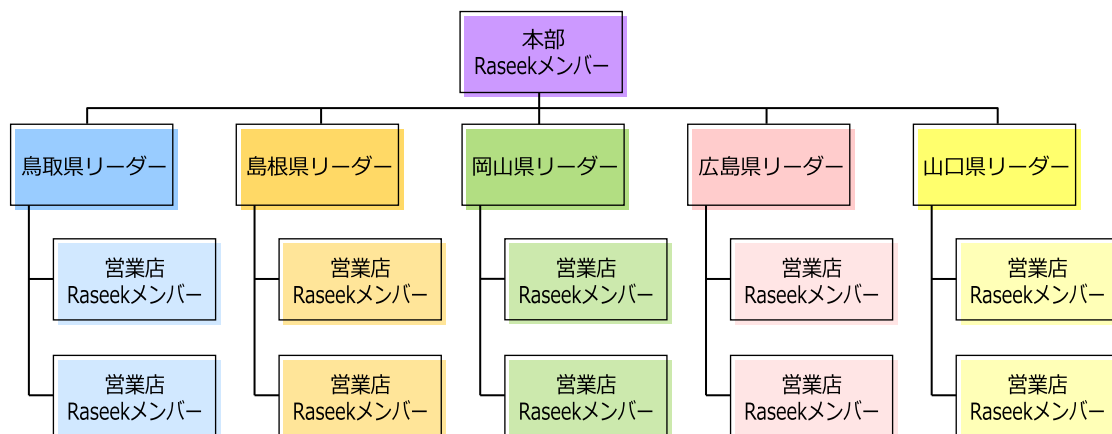 本部
Raseekメンバー
鳥取県リーダー
島根県リーダー
岡山県リーダー
広島県リーダー
山口県リーダー
営業店
Raseekメンバー
営業店
Raseekメンバー
営業店
Raseekメンバー
営業店
Raseekメンバー
営業店
Raseekメンバー
営業店
Raseekメンバー
営業店
Raseekメンバー
営業店
Raseekメンバー
営業店
Raseekメンバー
営業店
Raseekメンバー